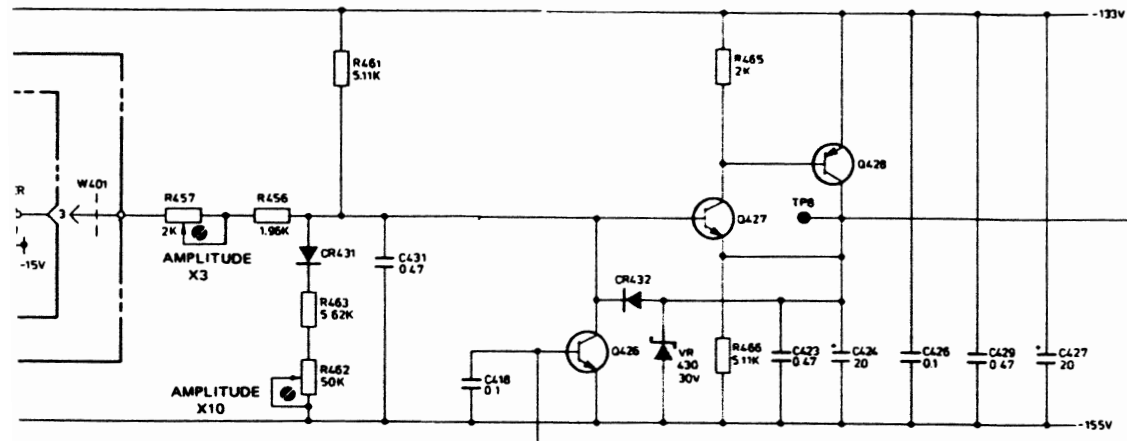 -133V
R461
5.11K
R465
2K
Q428
ER
W401
R457
R456
TP8
Q427
3
2K
1.96K
-15V
AMPLITUDE
X3
CR431
C431
0.47
CR432
R463
5.62K
Q426
VR
430
30V
R466
5.11K
C423
0.47
+
C424
20
C426
0.1
C429
0.47
+
C427
20
R462
50K
AMPLITUDE
X10
C418
0.1
-155V